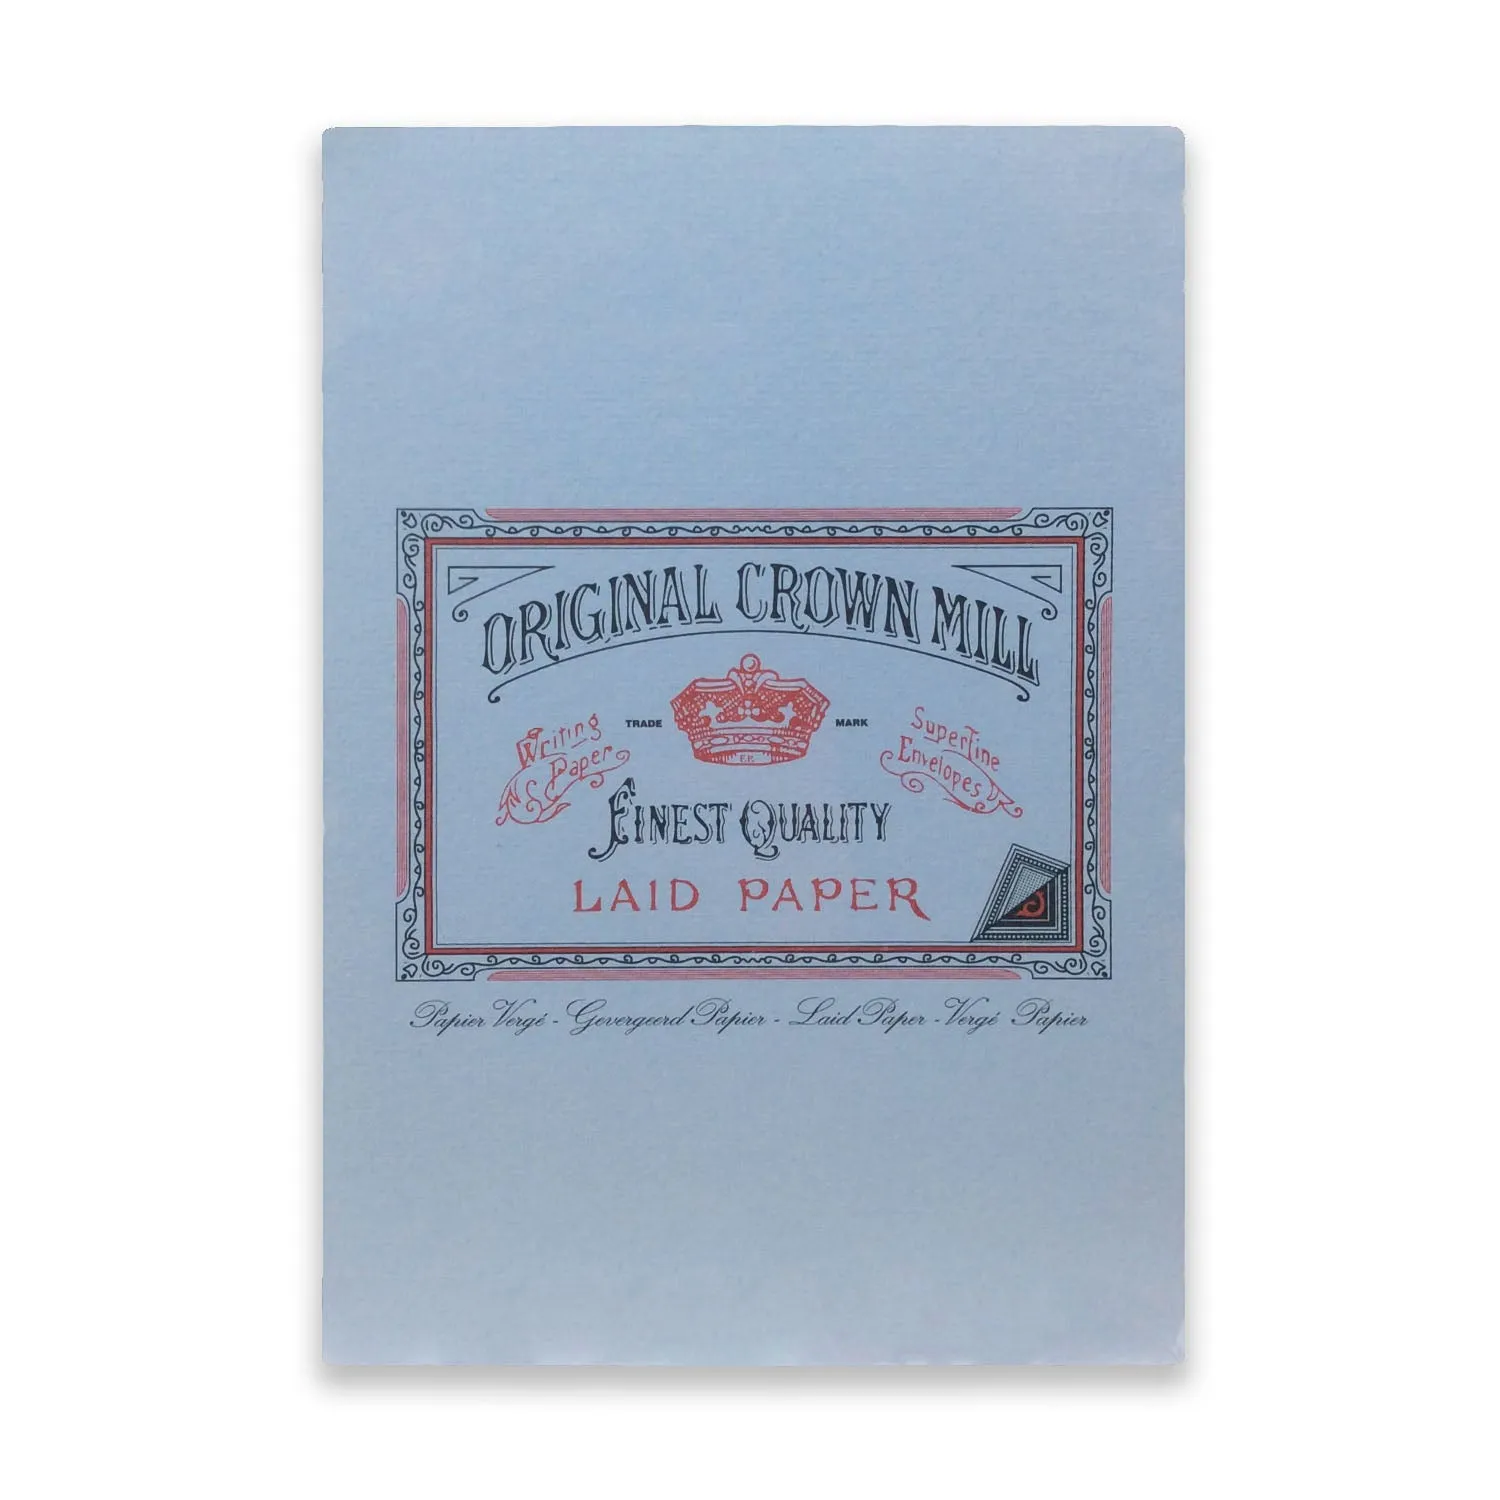 ORIGINAL CROWN MILL
TRADE MARK
Writing
Paper
SuperFine
Envelopes
FINEST QUALITY
LAID PAPER
Papier Vergé - Gevergeerd Papier - Laid Paper - Vergé Papier